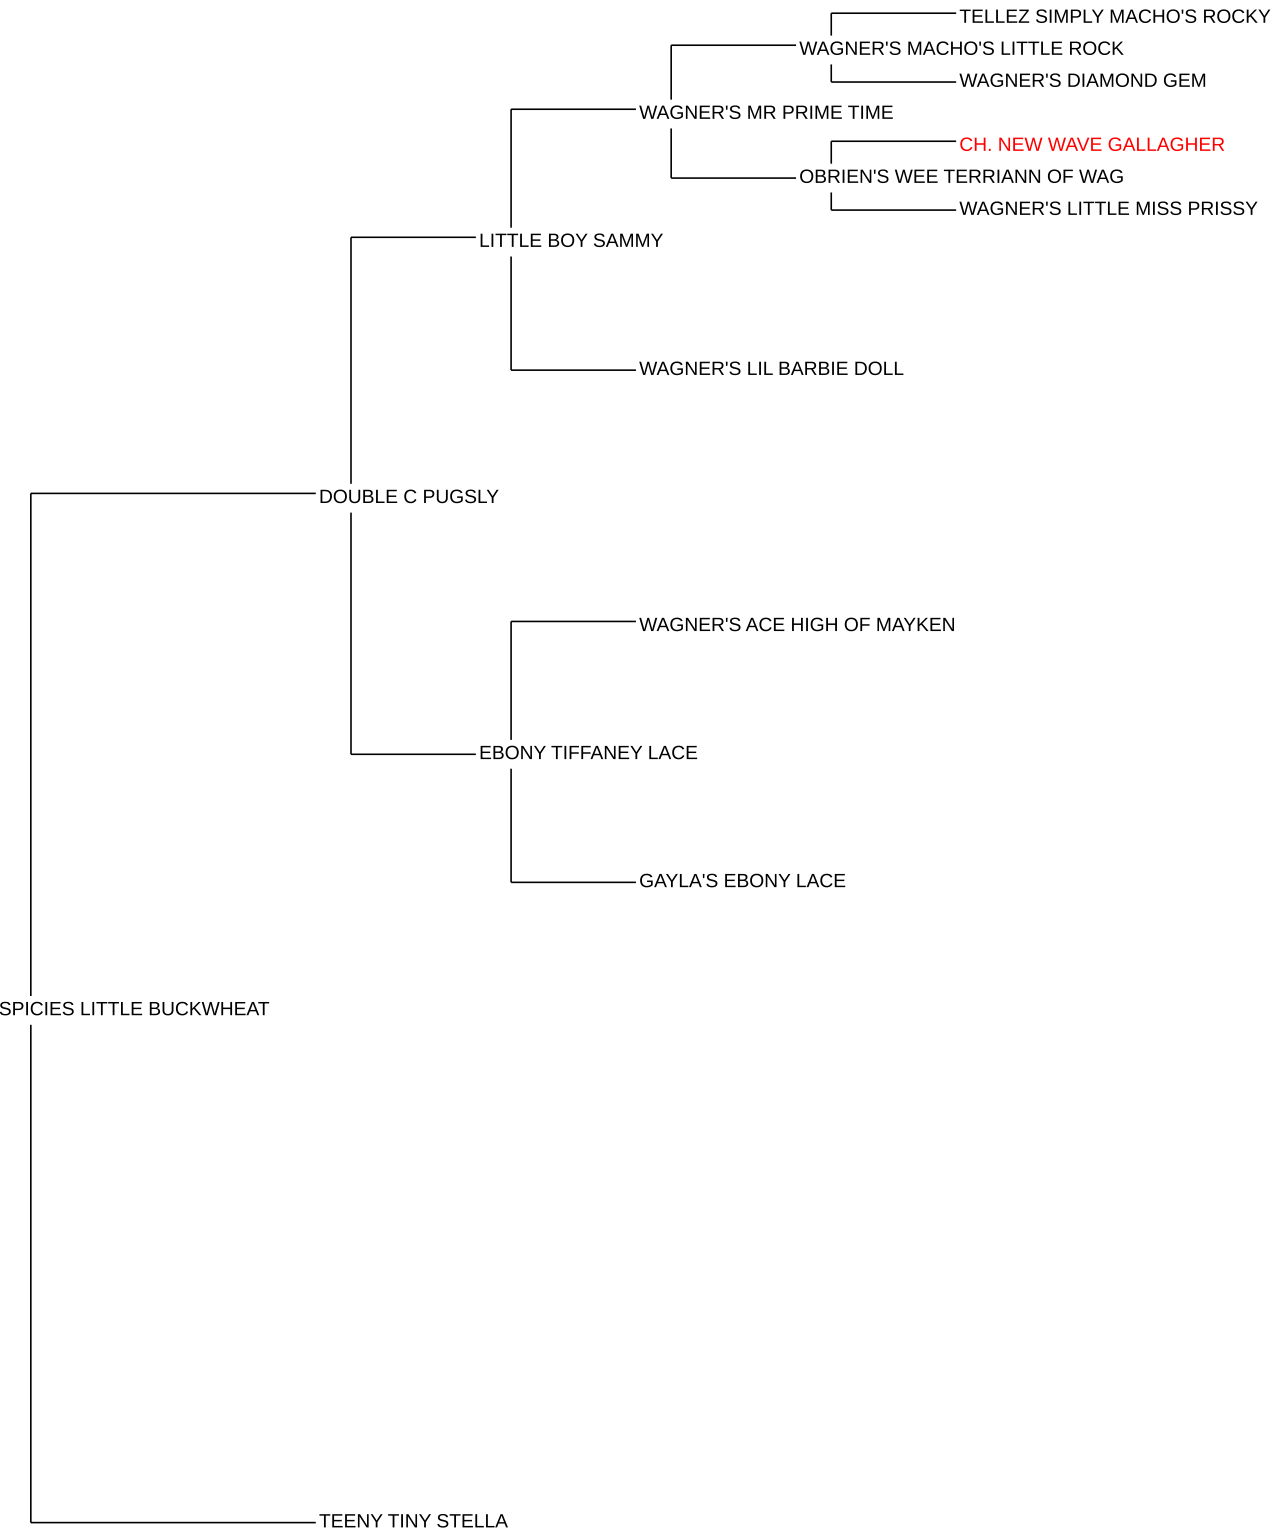 TELLEZ SIMPLY MACHO'S ROCKY
WAGNER'S MACHO'S LITTLE ROCK
WAGNER'S DIAMOND GEM
WAGNER'S MR PRIME TIME
CH. NEW WAVE GALLAGHER
OBRIEN'S WEE TERRIANN OF WAG
WAGNER'S LITTLE MISS PRISSY
LITTLE BOY SAMMY
WAGNER'S LIL BARBIE DOLL
DOUBLE C PUGSLY
WAGNER'S ACE HIGH OF MAYKEN
EBONY TIFFANEY LACE
GAYLA'S EBONY LACE
SPICIES LITTLE BUCKWHEAT
TEENY TINY STELLA